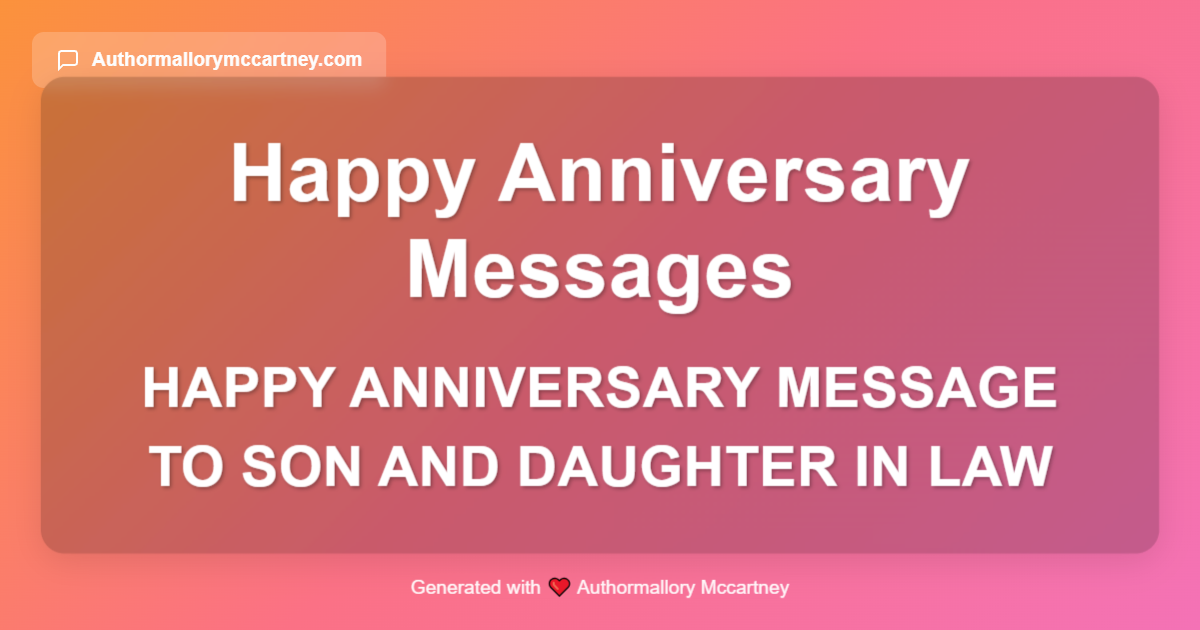 Authormallorymccartney.com
Happy Anniversary
Messages
HAPPY ANNIVERSARY MESSAGE
TO SON AND DAUGHTER IN LAW
Generated with ❤️ Authormallory Mccartney